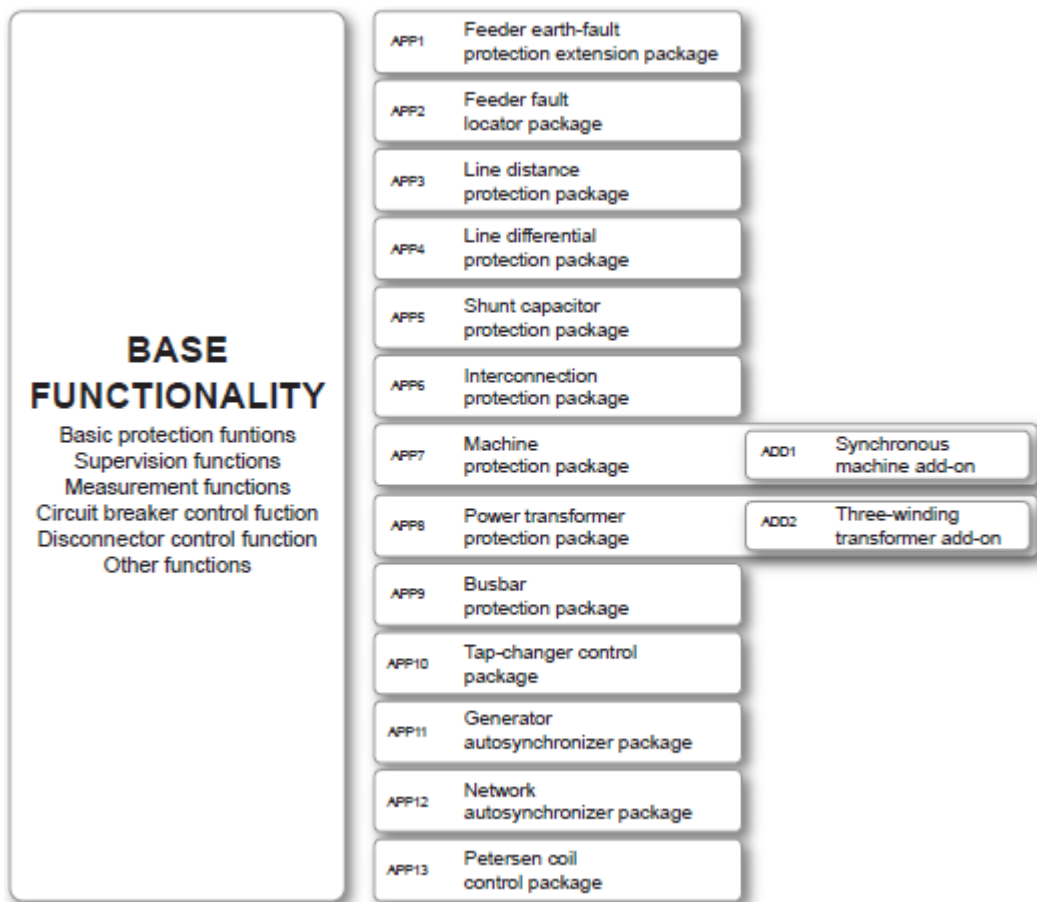 BASE
FUNCTIONALITY
Basic protection funtions
Supervision functions
Measurement functions
Circuit breaker control fuction
Disconnector control function
Other functions
APP1
Feeder earth-fault
protection extension package
APP2
Feeder fault
locator package
APP3
Line distance
protection package
APP4
Line differential
protection package
APP5
Shunt capacitor
protection package
APP6
Interconnection
protection package
APP7
Machine
protection package
ADD1
Synchronous
machine add-on
APP8
Power transformer
protection package
ADD2
Three-winding
transformer add-on
APP9
Busbar
protection package
APP10
Tap-changer control
package
APP11
Generator
autosynchronizer package
APP12
Network
autosynchronizer package
APP13
Petersen coil
control package